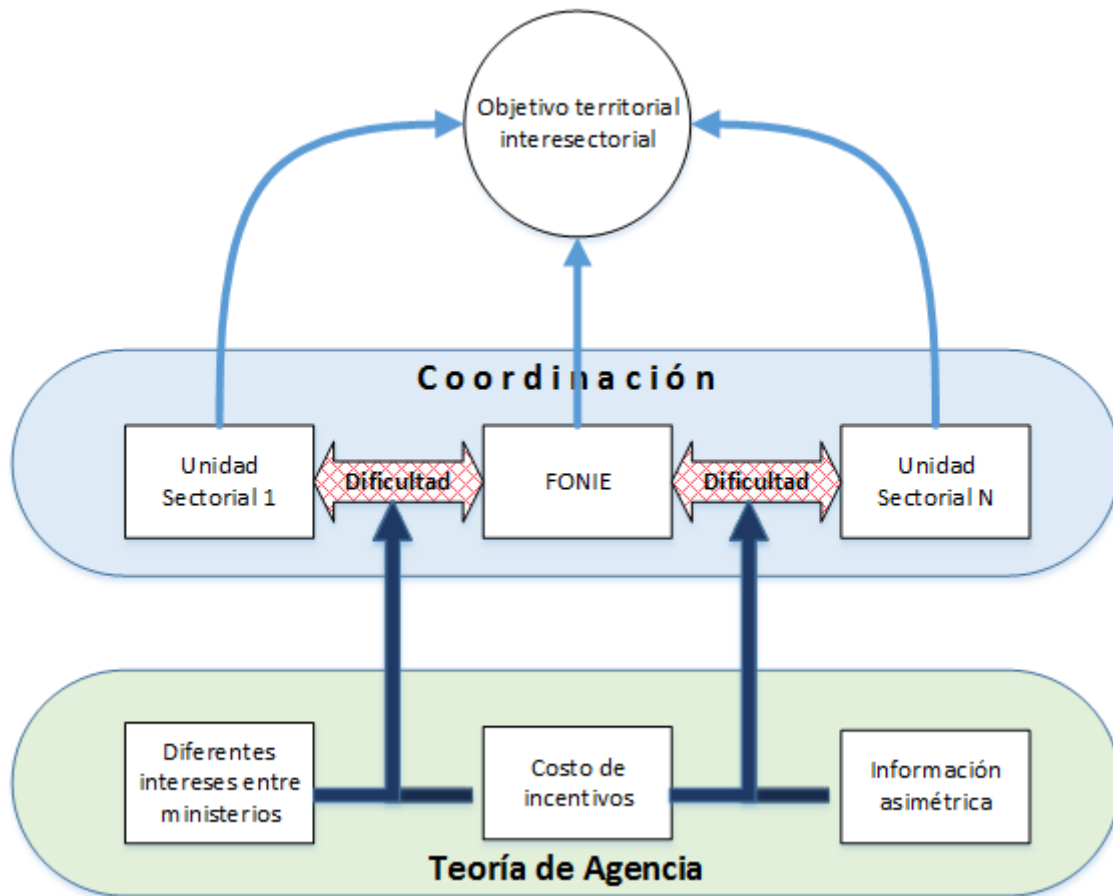 Objetivo territorial
interesectorial
Coordinación
Unidad
Sectorial 1
Dificultad
FONIE
Dificultad
Unidad
Sectorial N
Diferentes
intereses entre
ministerios
Costo de
incentivos
Información
asimétrica
Teoría de Agencia